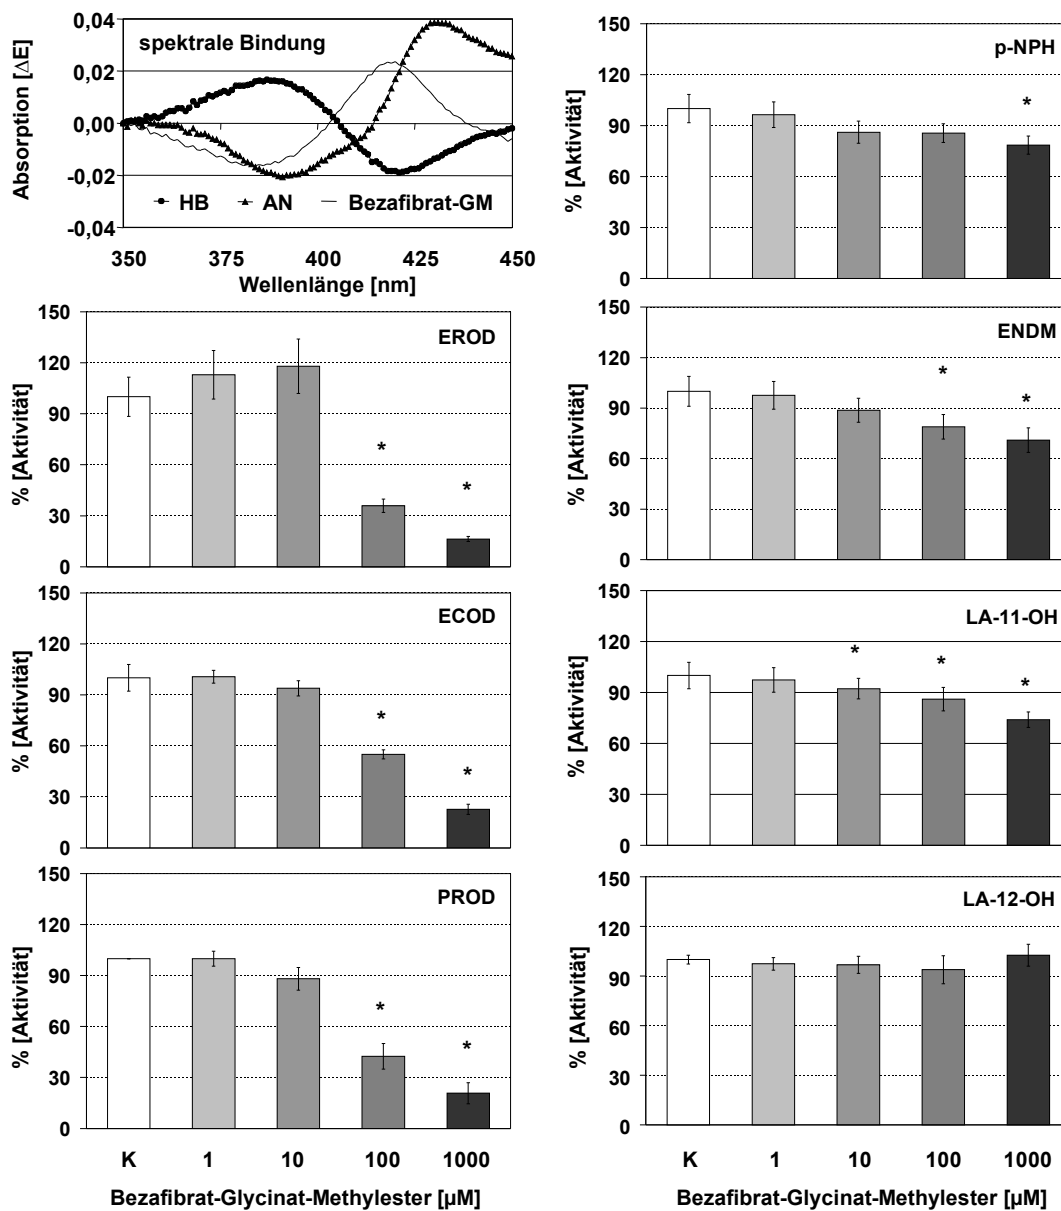 0,04
0,02
0,00
-0,02
-0,04
Absorption [ΔE]
spektrale Bindung
HB AN Bezafibrat-GM
350 375 400 425 450
Wellenlänge [nm]
150
120
90
60
30
0
% [Aktivität]
p-NPH
*
150
120
90
60
30
0
% [Aktivität]
EROD
*
*
150
120
90
60
30
0
% [Aktivität]
ENDM
*
*
150
120
90
60
30
0
% [Aktivität]
ECOD
*
*
150
120
90
60
30
0
% [Aktivität]
LA-11-OH
*
*
*
150
120
90
60
30
0
% [Aktivität]
PROD
*
*
K 1 10 100 1000
Bezafibrat-Glycinat-Methylester [µM]
150
120
90
60
30
0
% [Aktivität]
LA-12-OH
K 1 10 100 1000
Bezafibrat-Glycinat-Methylester [µM]